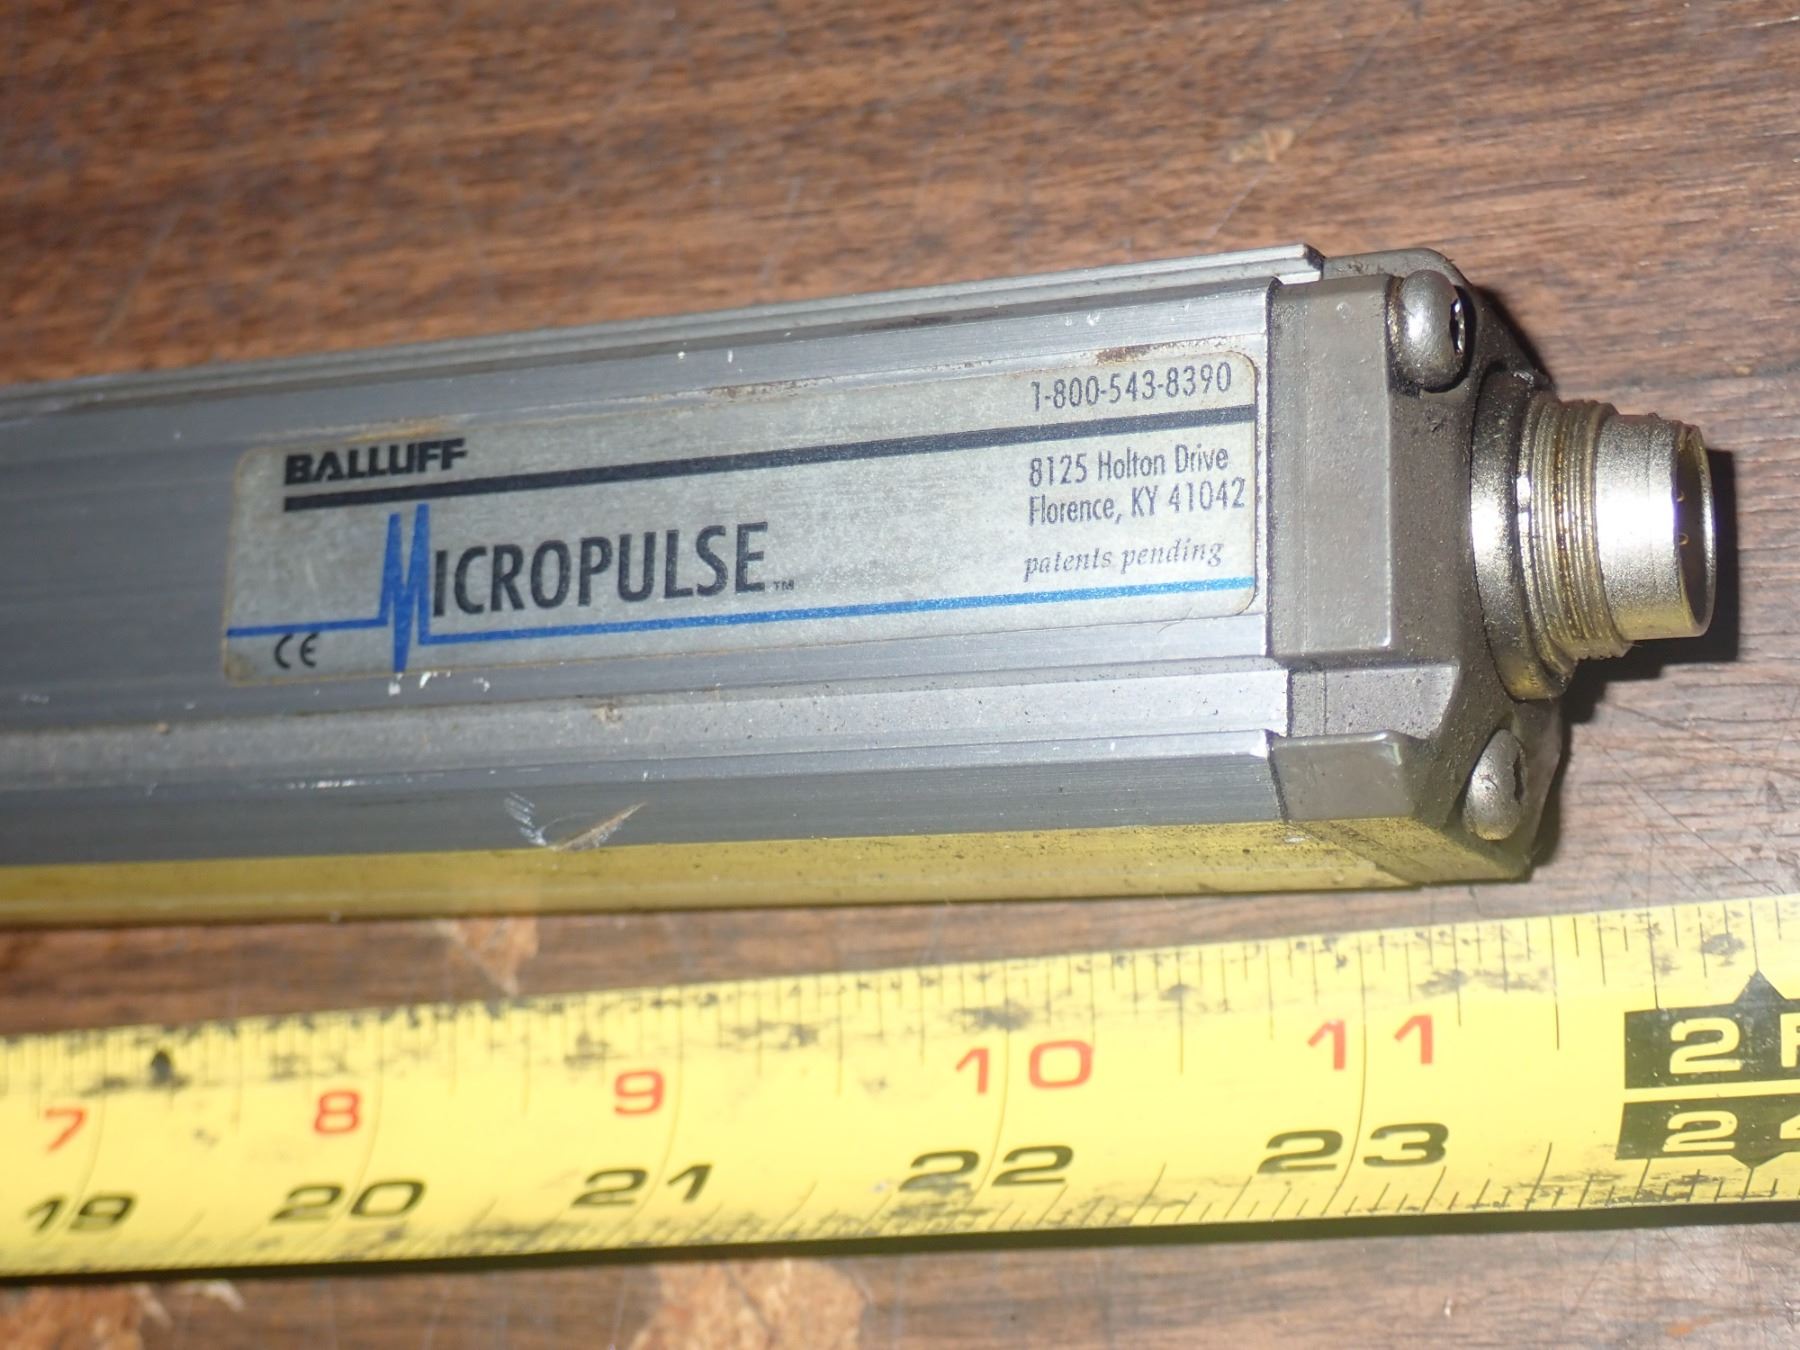 1-800-543-8390
BALLUFF
8125 Holton Drive
Florence, KY 41042
MICROPULSE™
patents pending
CE
7 8 9 10 11 2 F
19 20 21 22 23 2